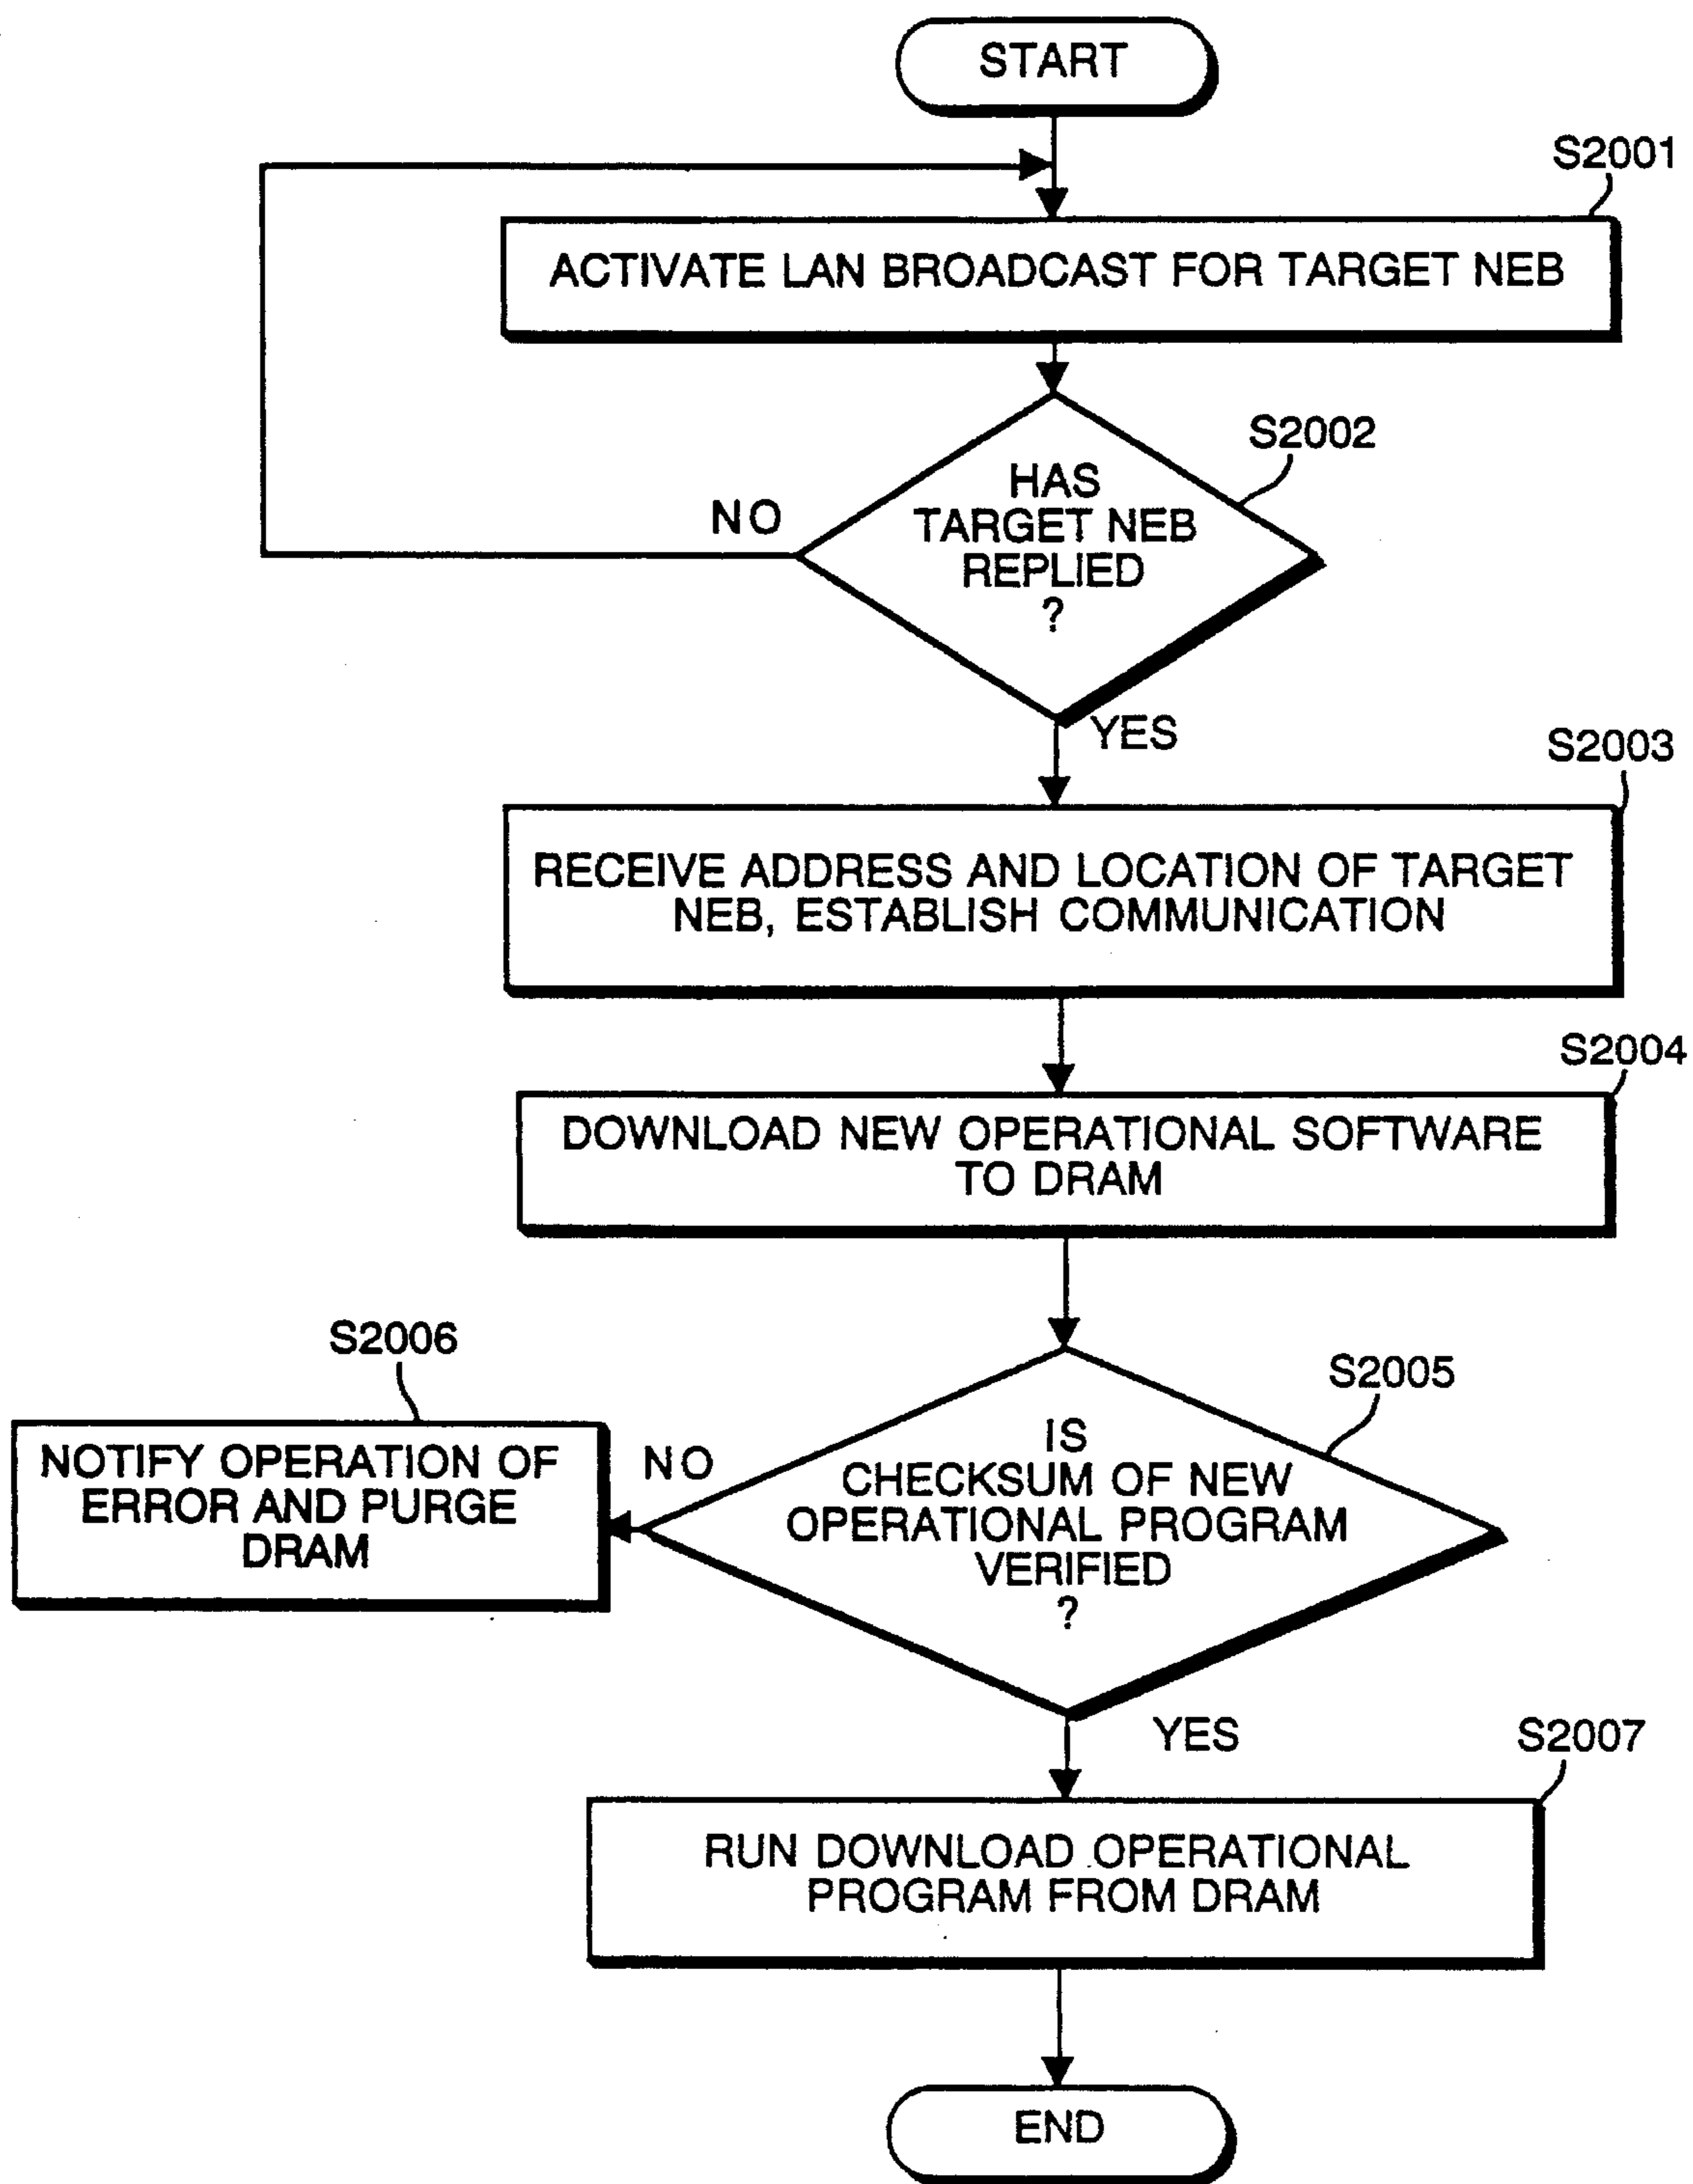 START
S2001
ACTIVATE LAN BROADCAST FOR TARGET NEB
S2002
HAS
TARGET NEB
REPLIED
?
NO
YES
S2003
RECEIVE ADDRESS AND LOCATION OF TARGET
NEB, ESTABLISH COMMUNICATION
S2004
DOWNLOAD NEW OPERATIONAL SOFTWARE
TO DRAM
S2005
IS
CHECKSUM OF NEW
OPERATIONAL PROGRAM
VERIFIED
?
NO
S2006
NOTIFY OPERATION OF
ERROR AND PURGE
DRAM
YES
S2007
RUN DOWNLOAD OPERATIONAL
PROGRAM FROM DRAM
END